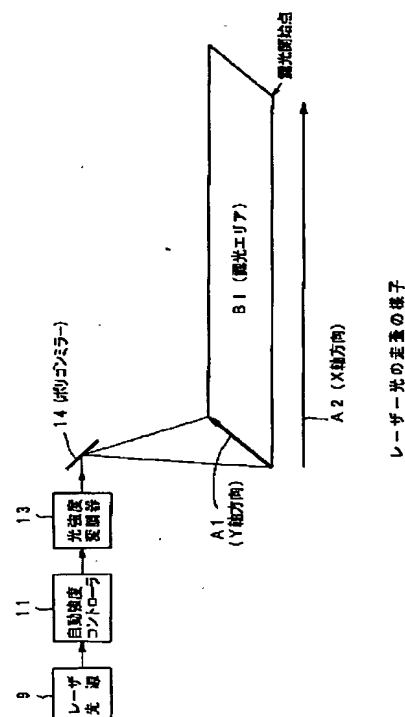 9
レーザ
光源
11
自動強度
コントローラ
13
光強度
変調器
14 (ポリゴンミラー)
A1
(Y軸方向)
B1 (露光エリア)
露光開始点
A2 (X軸方向)
レーザー光の走査の様子